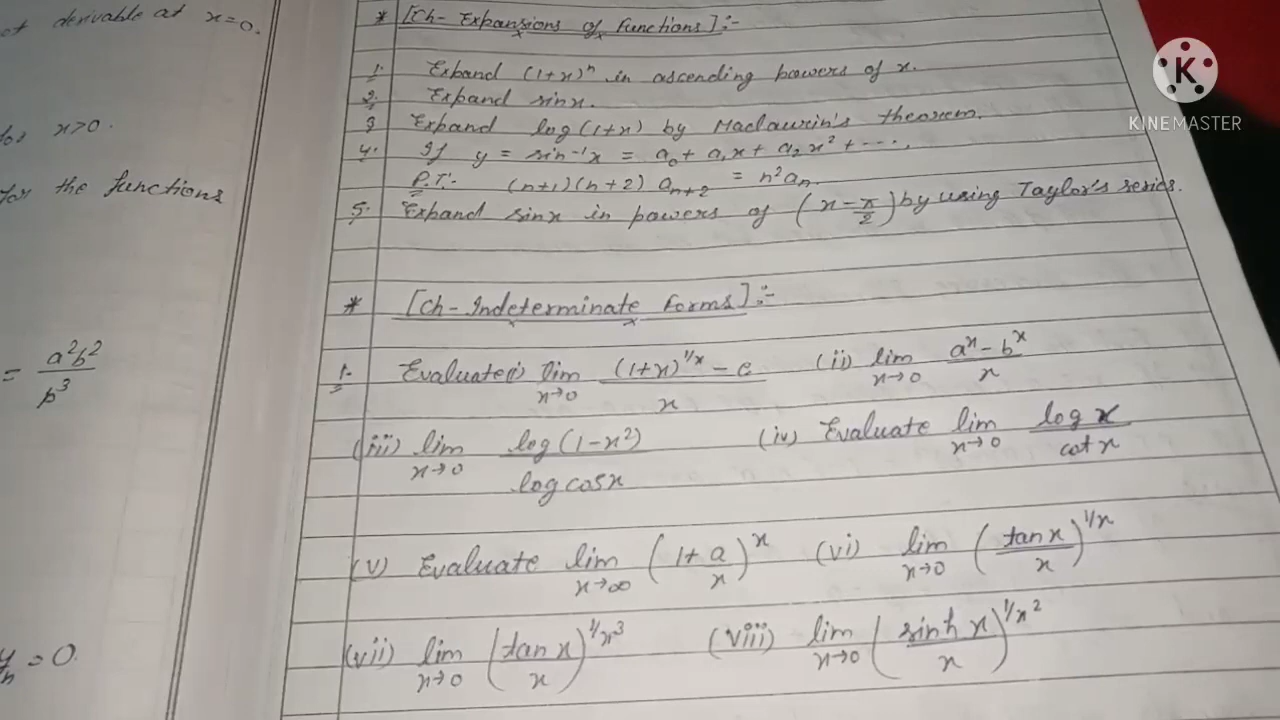 of derivable at x=0.
for x>0.
for the functions
= a²b²/p³
= 0.
* [Ch- Expansions of functions]:-
1. Expand (1+x)ⁿ in ascending powers of x.
2. Expand sinx.
3 Expand log(1+x) by Maclaurin's theorem.
4. If y = sin⁻¹x = a₀ + a₁x + a₂x² + ....,
P.T:- (n+1)(n+2) aₙ₊₂ = n²aₙ.
5. Expand sinx in powers of (x-π/2) by using Taylor's series.
* [Ch- Indeterminate Forms]:-
1. Evaluate(i) lim x→0 ((1+x)^(1/x) - e)/x (ii) lim x→0 (aˣ - bˣ)/x
(iii) lim x→0 log(1-x²)/log cosx (iv) Evaluate lim x→0 log x/cot x
(v) Evaluate lim x→∞ (1+a/x)^x (vi) lim x→0 (tanx/x)^(1/x)
(vii) lim x→0 (tanx/x)^(1/x³) (viii) lim x→0 (sinh x/x)^(1/x²)
K
KINEMASTER